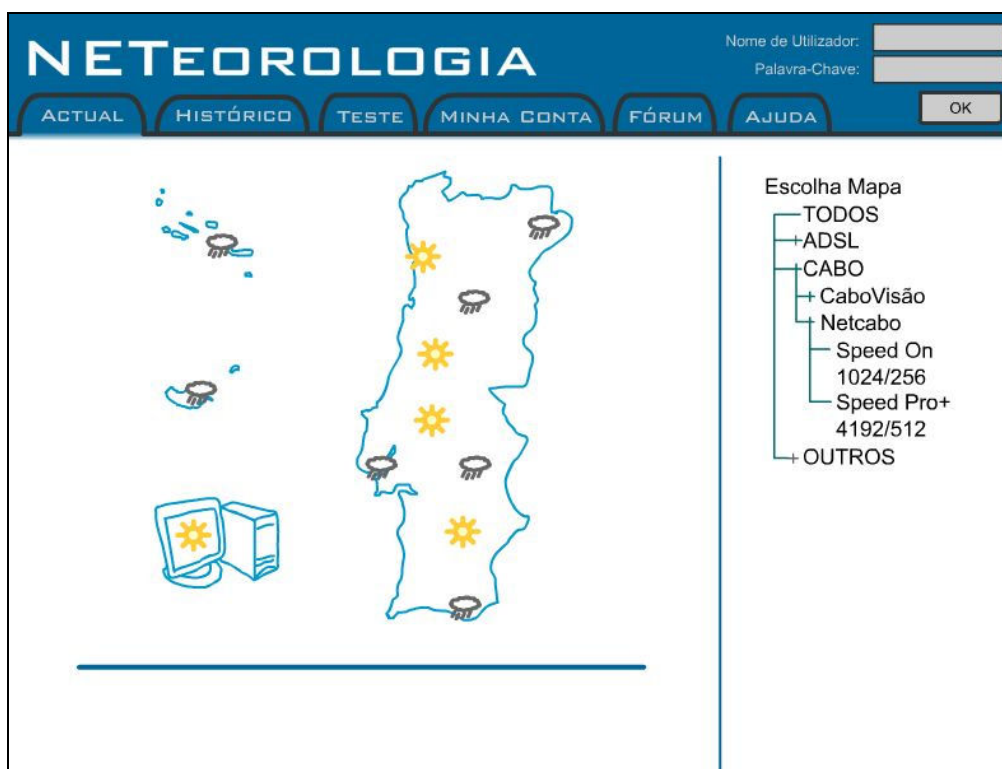 NETEOROLOGIA
Nome de Utilizador:
Palavra-Chave:
OK
ACTUAL HISTÓRICO TESTE MINHA CONTA FÓRUM AJUDA
Escolha Mapa
TODOS
ADSL
CABO
CaboVisão
Netcabo
Speed On
1024/256
Speed Pro+
4192/512
OUTROS